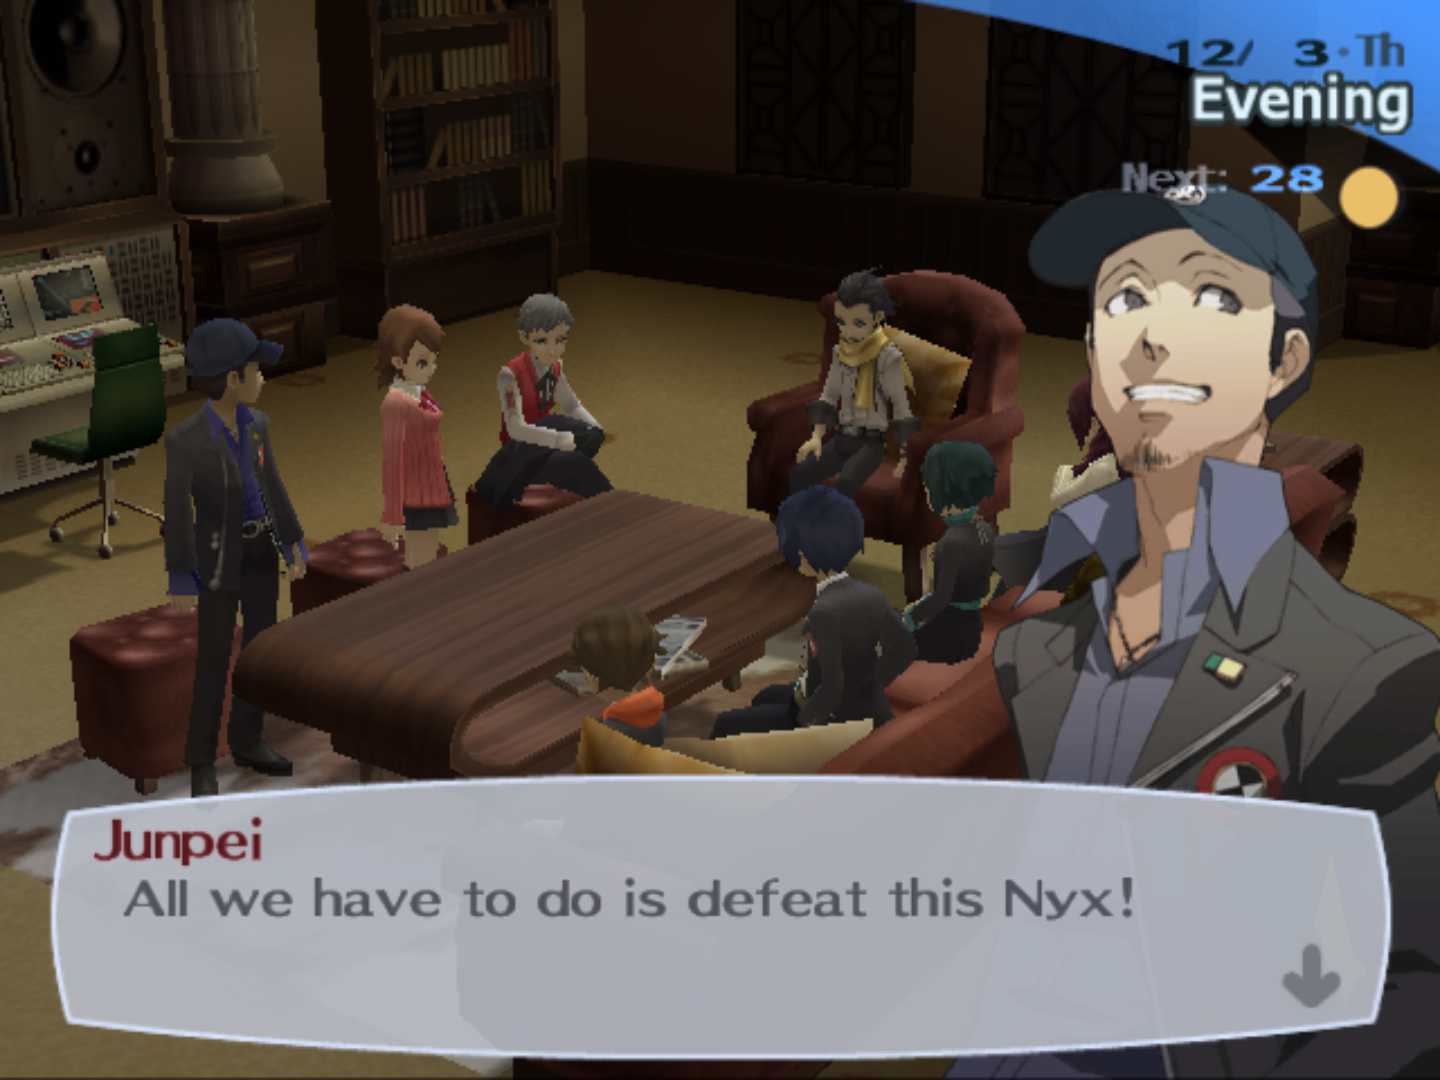 12/ 3・Th
Evening
Next: 28
Junpei
All we have to do is defeat this Nyx!